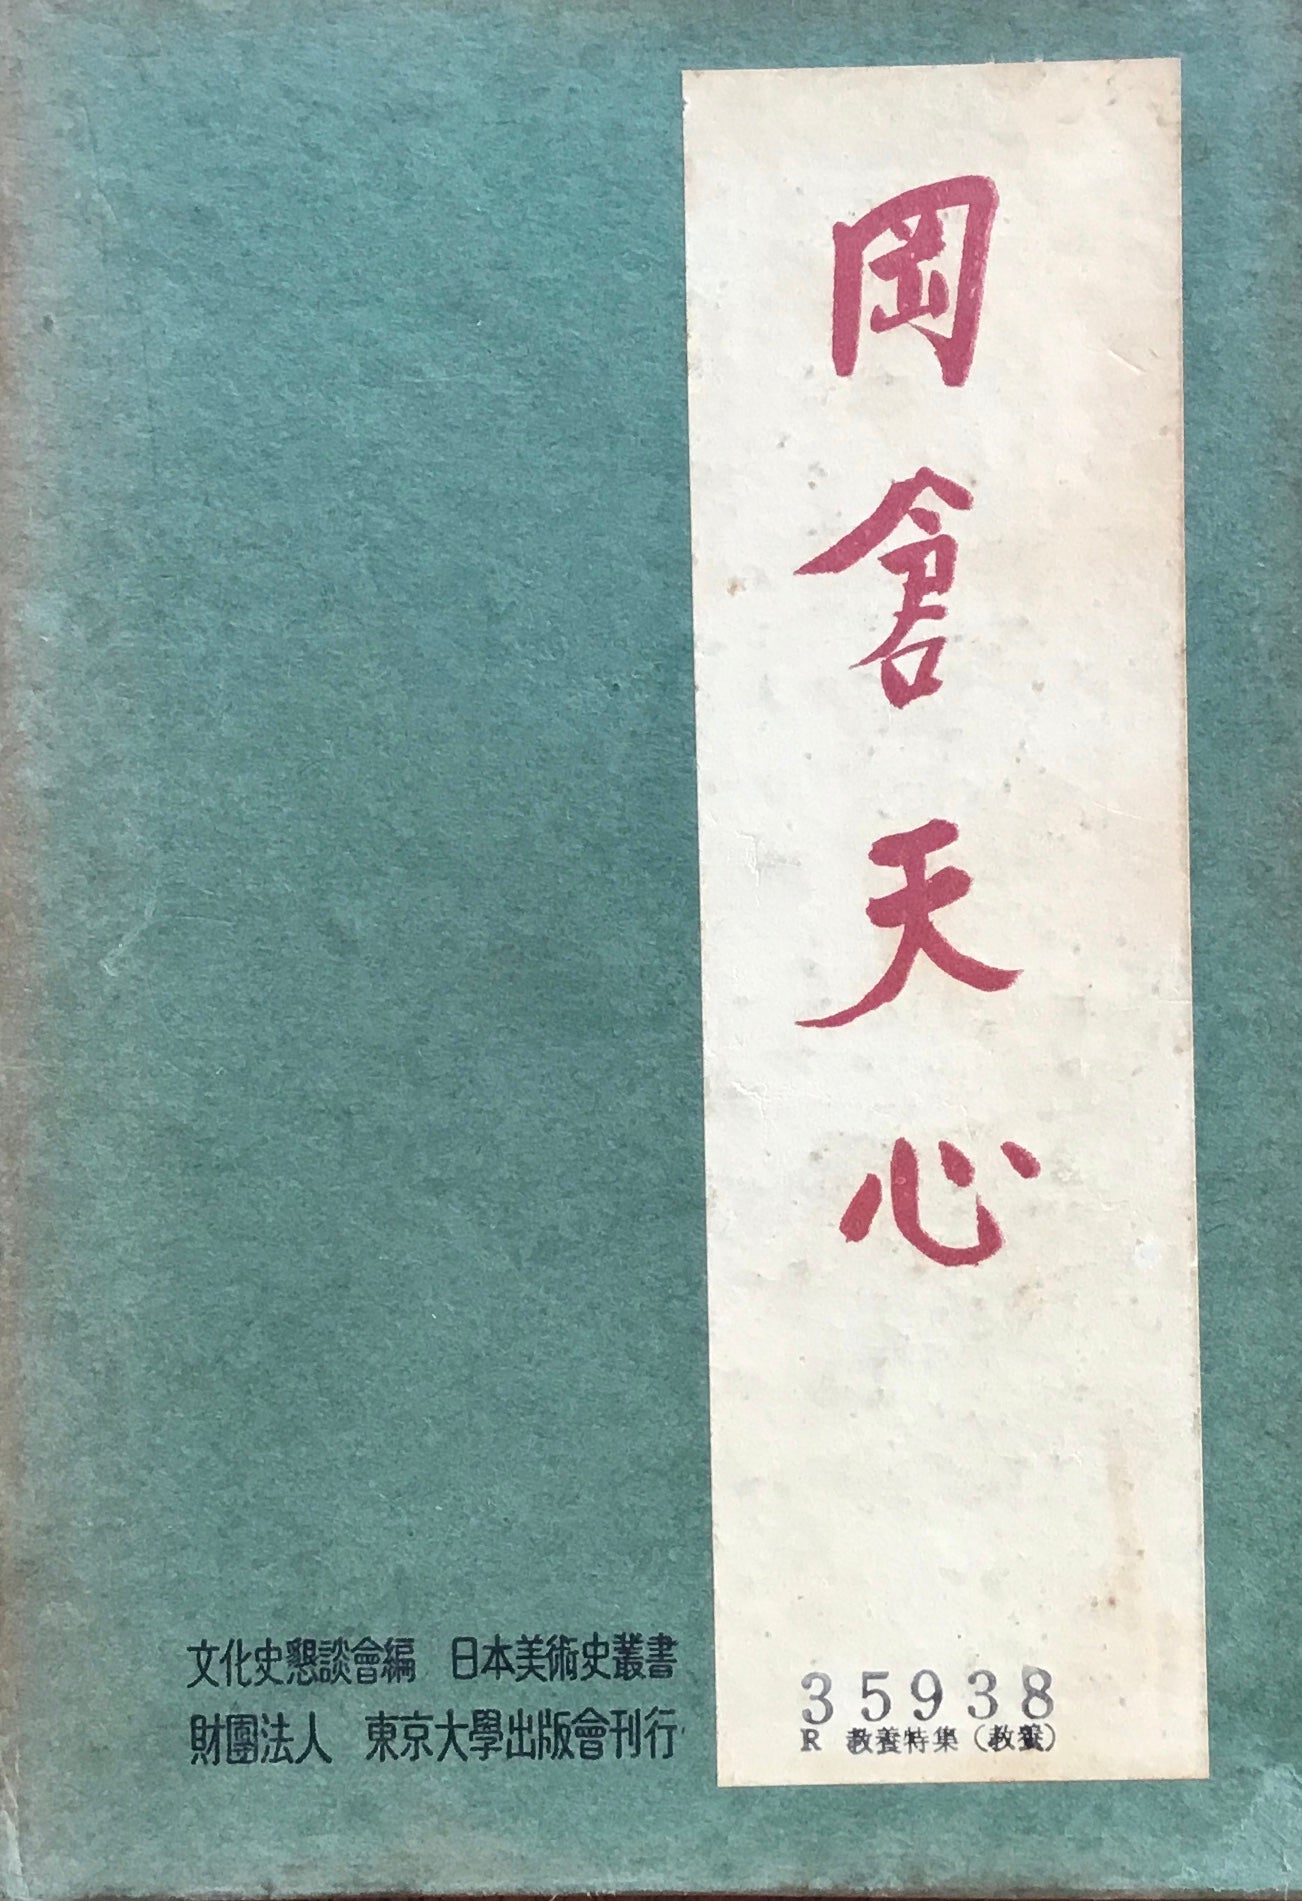 岡倉天心
文化史懇談會編　日本美術史叢書
財團法人　東京大學出版會刊行
35938
R 教養特集(教養)